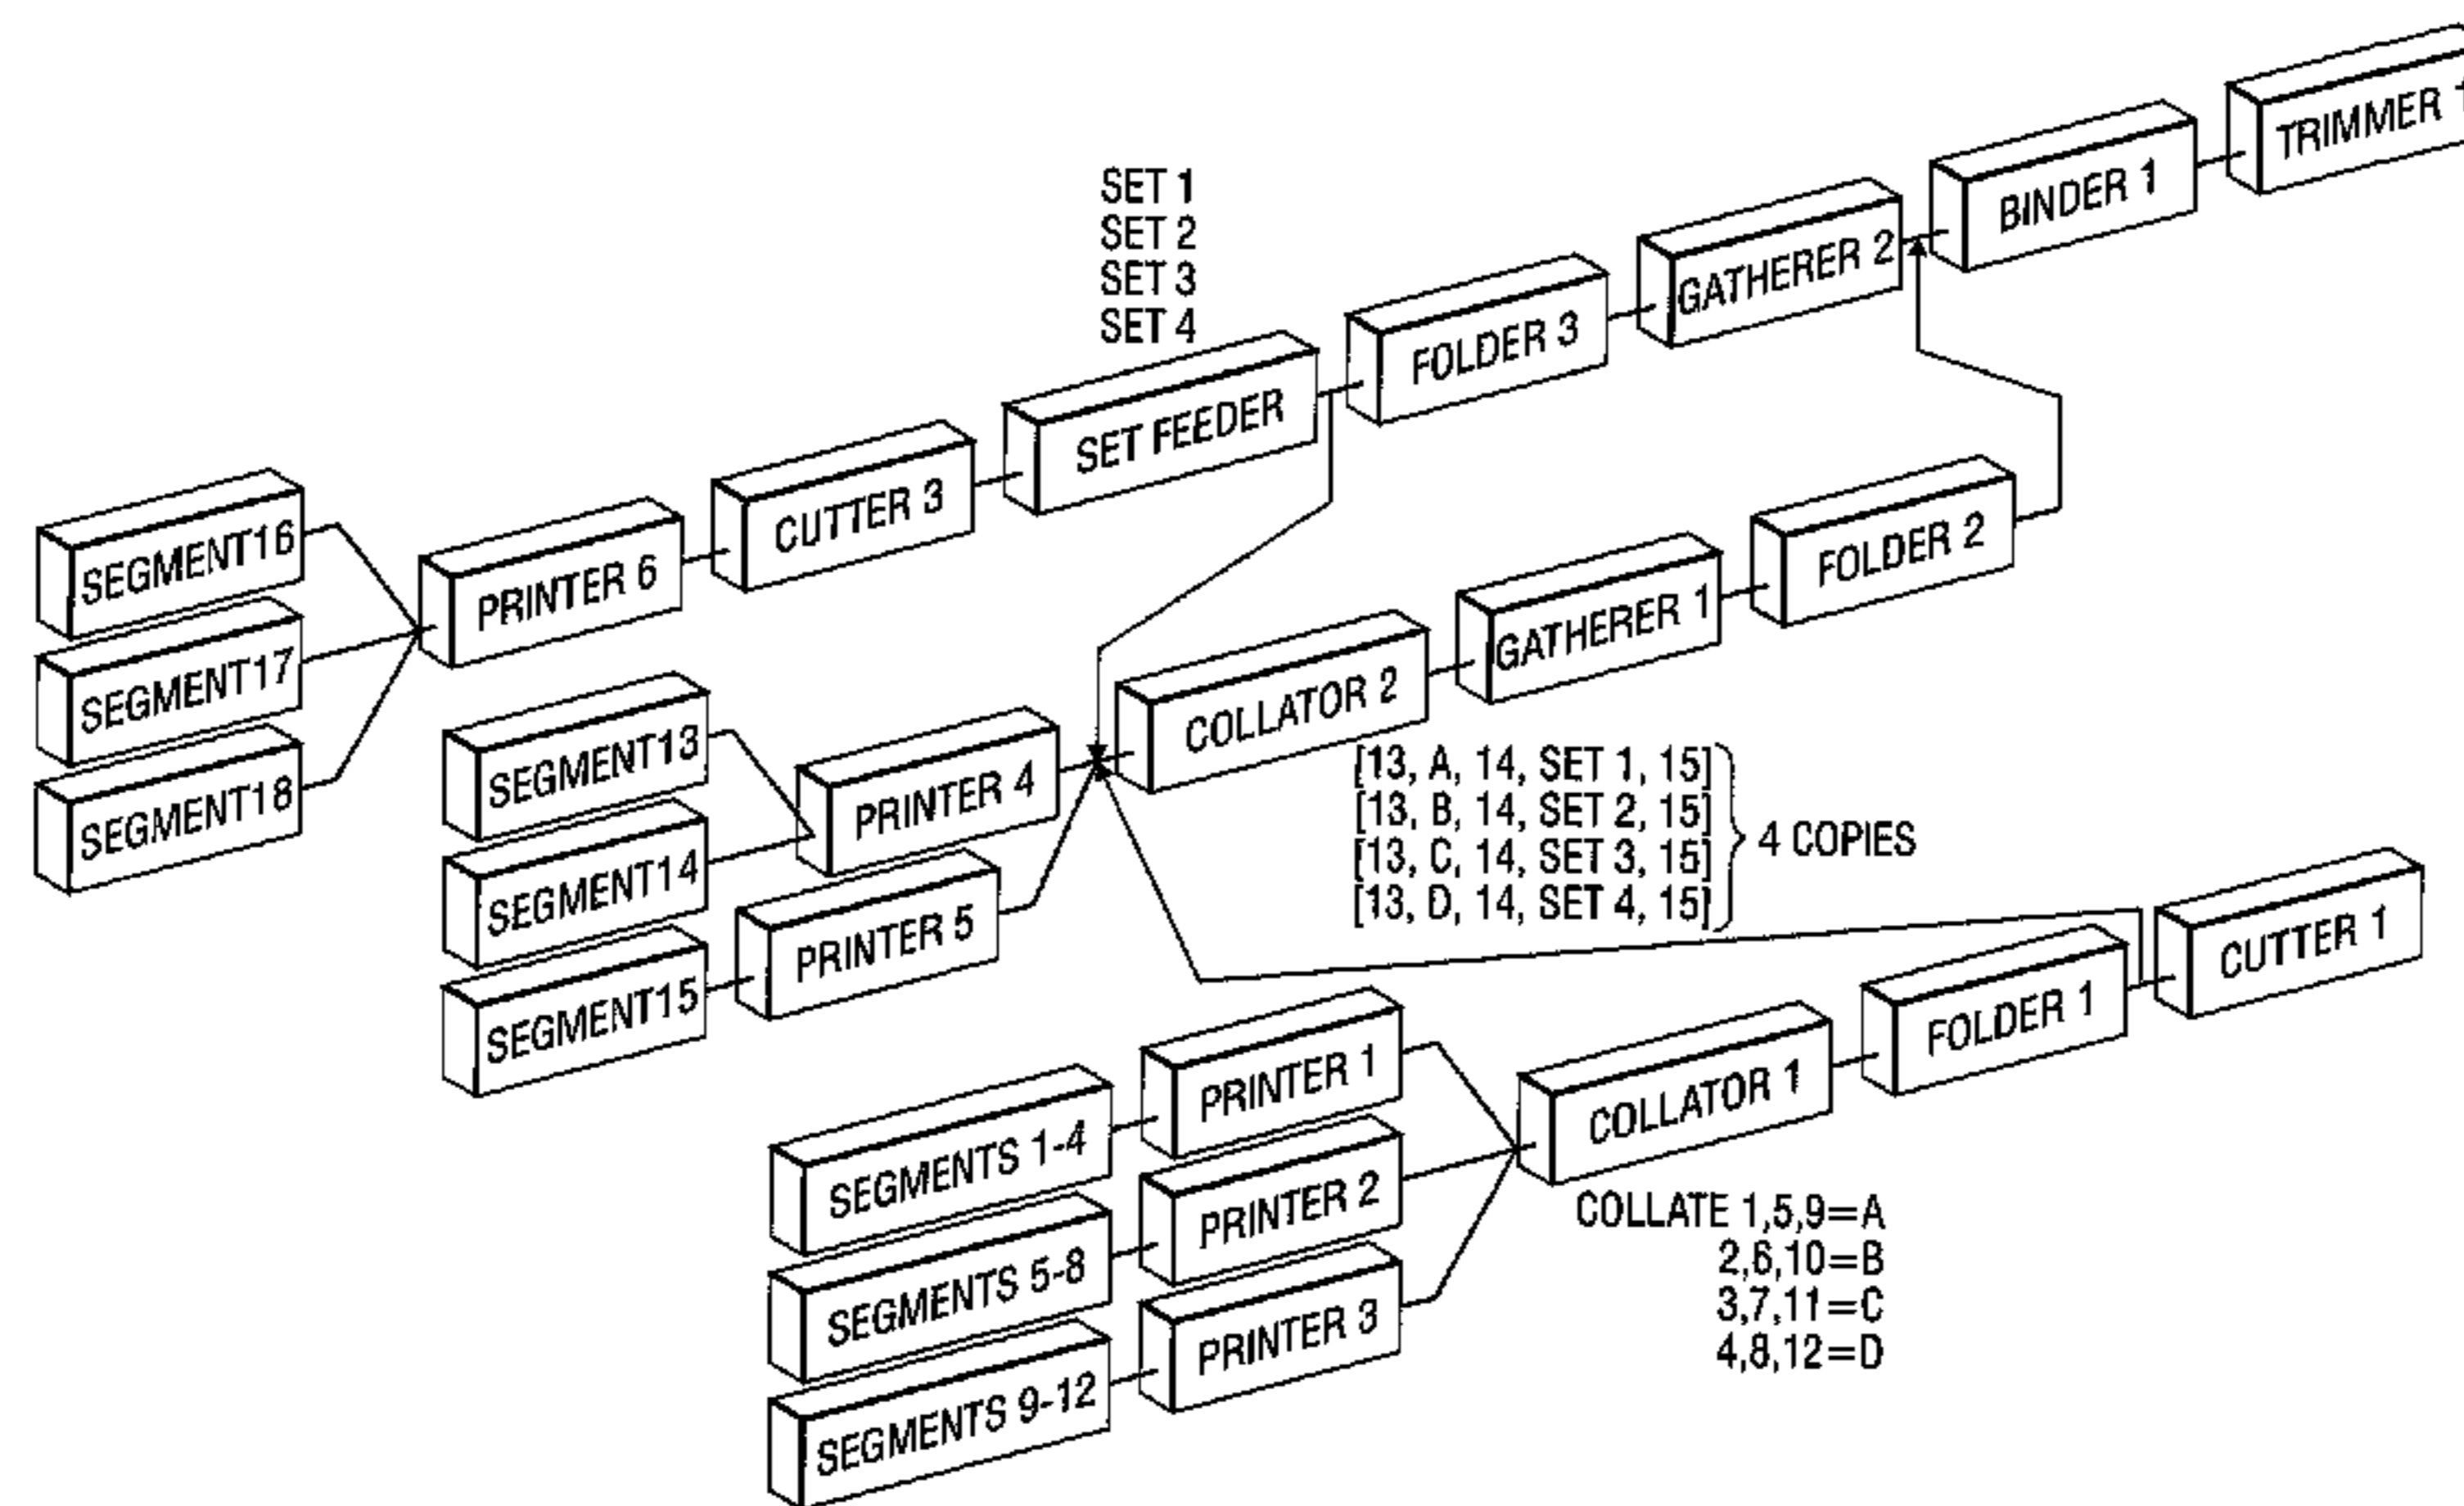 SET 1
SET 2
SET 3
SET 4
TRIMMER 1
BINDER 1
GATHERER 2
FOLDER 3
SET FEEDER
CUTTER 3
PRINTER 6
SEGMENT16
SEGMENT17
SEGMENT18
FOLDER 2
GATHERER 1
COLLATOR 2
PRINTER 4
SEGMENT13
SEGMENT14
PRINTER 5
SEGMENT15
[13, A, 14, SET 1, 15]
[13, B, 14, SET 2, 15]
[13, C, 14, SET 3, 15]
[13, D, 14, SET 4, 15]
4 COPIES
CUTTER 1
FOLDER 1
COLLATOR 1
PRINTER 1
SEGMENTS 1-4
PRINTER 2
SEGMENTS 5-8
PRINTER 3
SEGMENTS 9-12
COLLATE 1,5,9=A
2,6,10=B
3,7,11=C
4,8,12=D